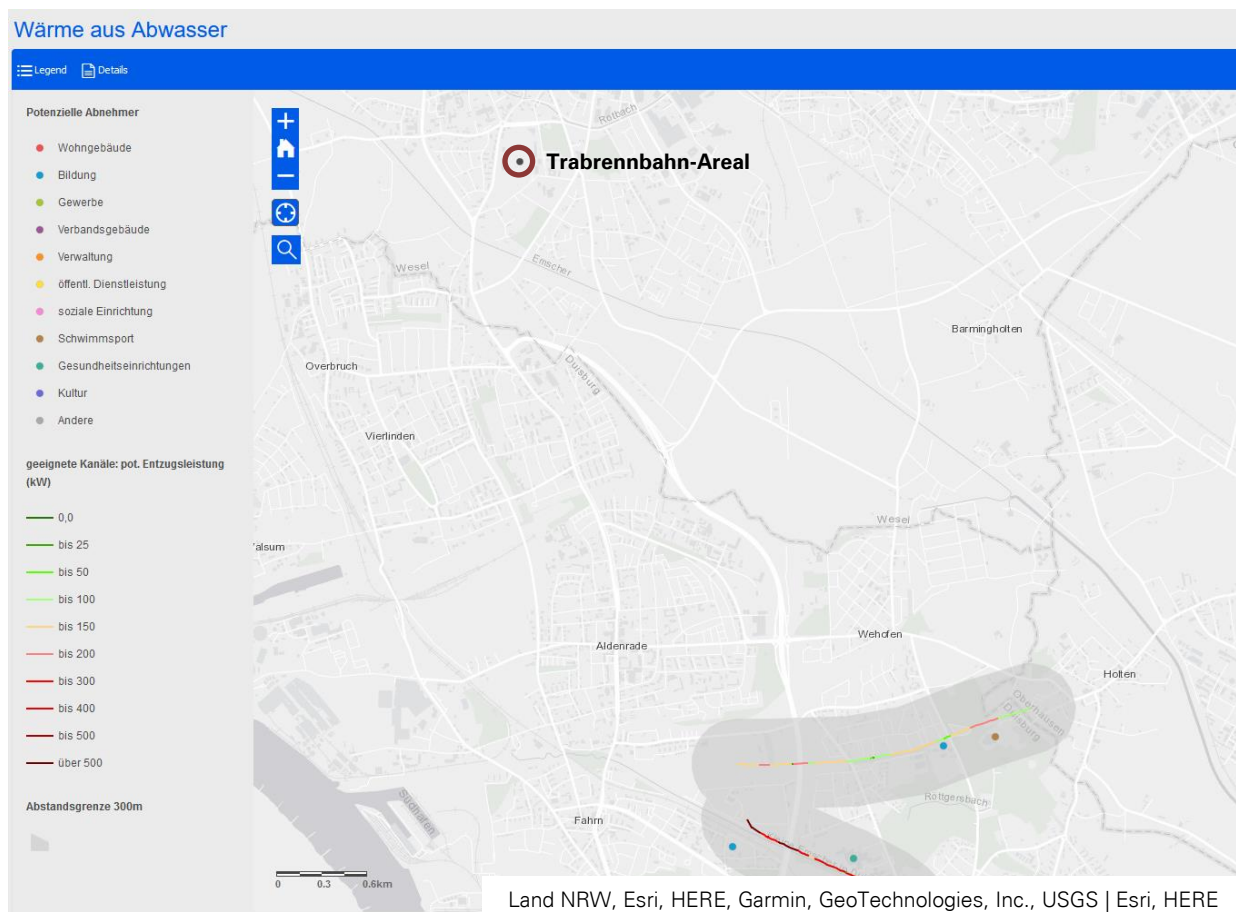 Wärme aus Abwasser
Legend Details
Potenzielle Abnehmer
Wohngebäude
Bildung
Gewerbe
Verbandsgebäude
Verwaltung
öffentl. Dienstleistung
soziale Einrichtung
Schwimmsport
Gesundheitseinrichtungen
Kultur
Andere
geeignete Kanäle: pot. Entzugsleistung
(kW)
0,0
bis 25
bis 50
bis 100
bis 150
bis 200
bis 300
bis 400
bis 500
über 500
Abstandsgrenze 300m
Rotbach
Trabrennbahn-Areal
Wesel
Emscher
Barmingholten
Overbruch
Duisburg
Vierlinden
Wesel
Aldenrade
Wehofen
Holten
Oberhausen
Duisburg
Südhafen
Fahrn
0 0.3 0.6km
Land NRW, Esri, HERE, Garmin, GeoTechnologies, Inc., USGS | Esri, HERE